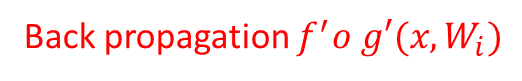 Back propagation 𝑓′𝑜 𝑔′(𝑥, 𝑊ᵢ)